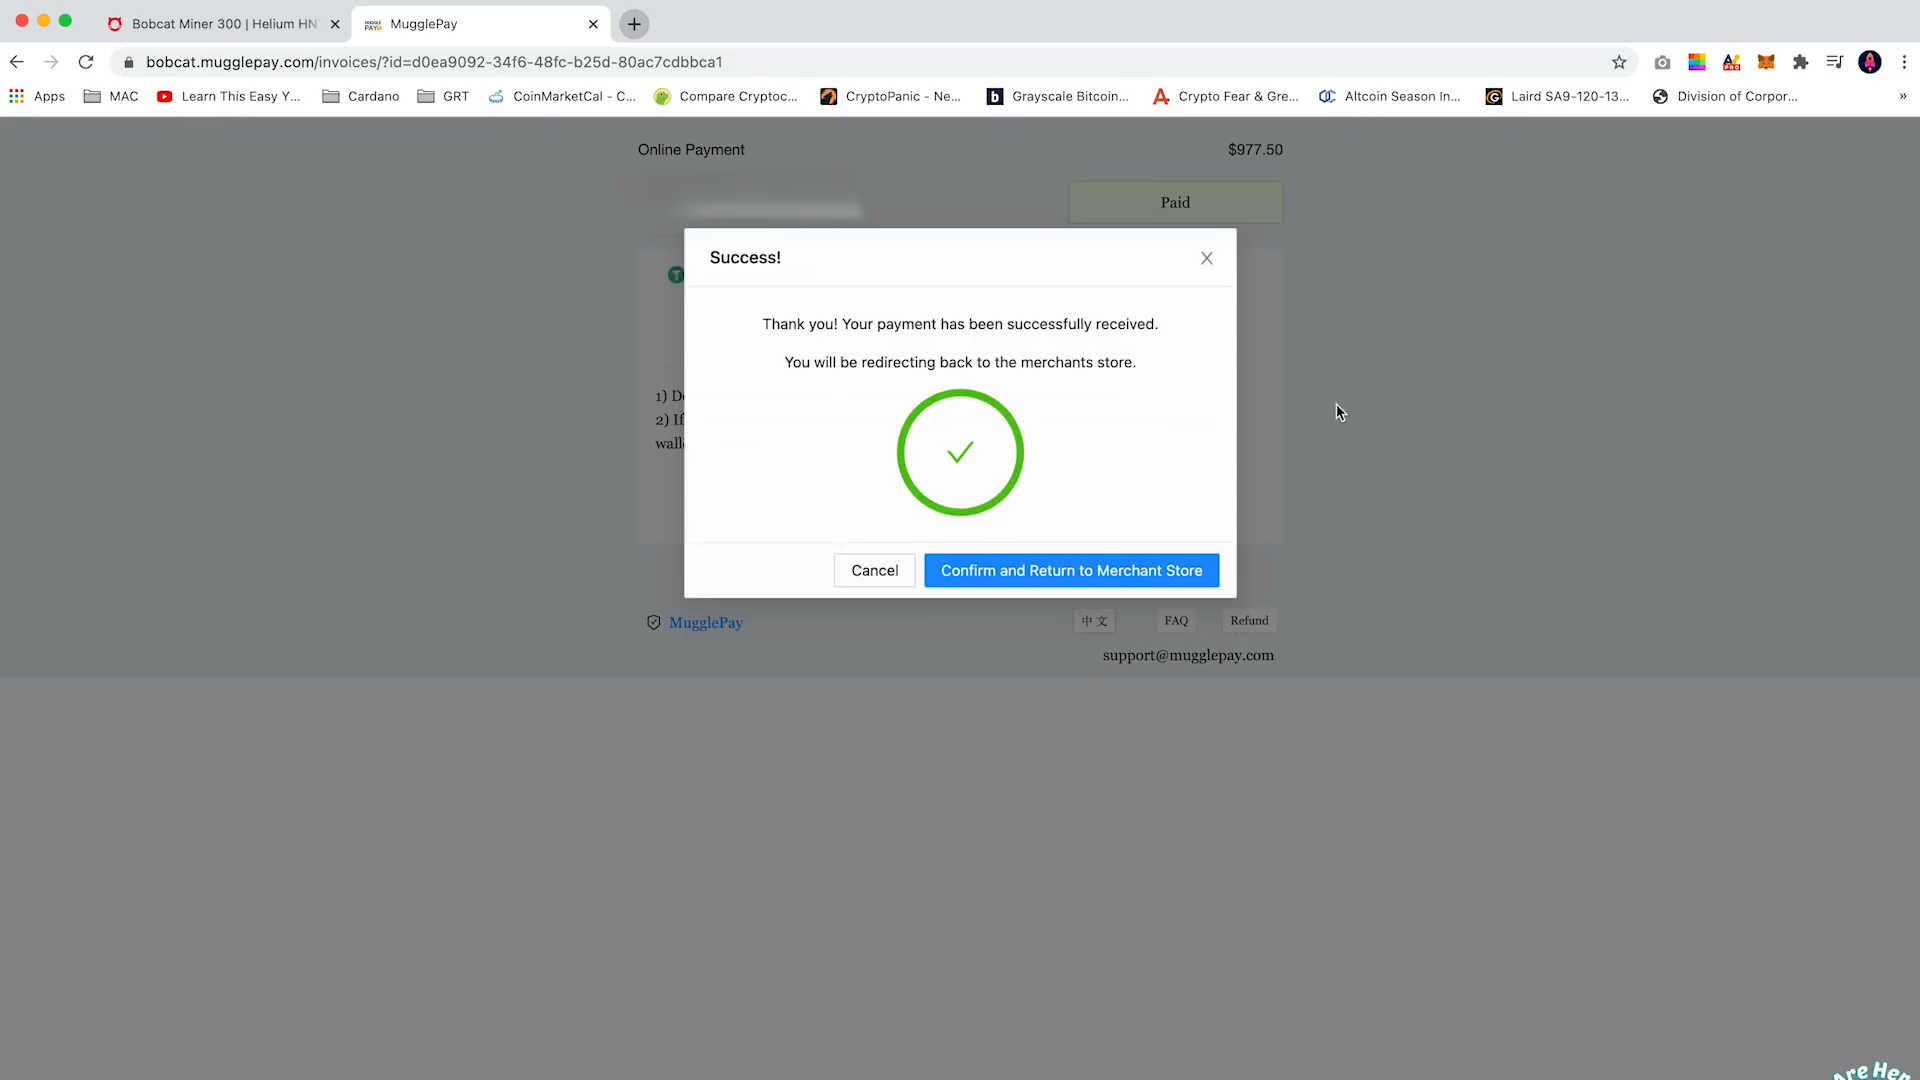 Bobcat Miner 300 | Helium HN
MugglePay
bobcat.mugglepay.com/invoices/?id=d0ea9092-34f6-48fc-b25d-80ac7cdbbca1
Apps
MAC
Learn This Easy Y...
Cardano
GRT
CoinMarketCal - C...
Compare Cryptoc...
CryptoPanic - Ne...
Grayscale Bitcoin...
Crypto Fear & Gre...
Altcoin Season In...
Laird SA9-120-13...
Division of Corpor...
»
Online Payment
$977.50
Paid
Success!
Thank you! Your payment has been successfully received.
You will be redirecting back to the merchants store.
1) D
2) If
wall
Cancel
Confirm and Return to Merchant Store
MugglePay
中文
FAQ
Refund
support@mugglepay.com
Are Her